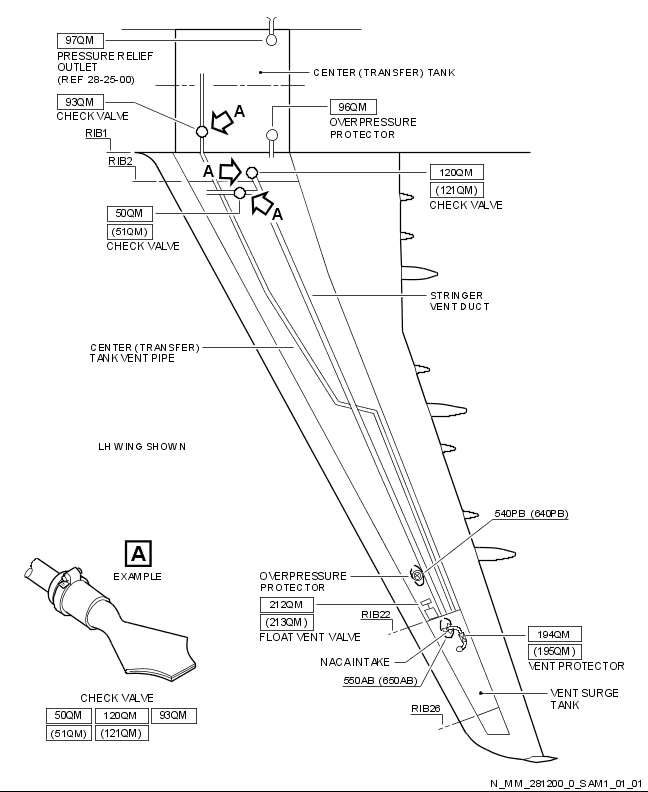 97QM
PRESSURE RELIEF
OUTLET
(REF 28-25-00)
CENTER (TRANSFER) TANK
93QM
CHECK VALVE
A
96QM
OVERPRESSURE
PROTECTOR
RIB1
RIB2
A
120QM
(121QM)
CHECK VALVE
50QM
(51QM)
CHECK VALVE
A
STRINGER
VENT DUCT
CENTER (TRANSFER)
TANK VENT PIPE
LH WING SHOWN
540PB (640PB)
A
EXAMPLE
OVERPRESSURE
PROTECTOR
212QM
(213QM)
FLOAT VENT VALVE
RIB22
194QM
(195QM)
VENT PROTECTOR
NACA INTAKE
550AB (650AB)
VENT SURGE
TANK
CHECK VALVE
50QM 120QM 93QM
(51QM) (121QM)
RIB26
N_MM_281200_0_SAM1_01_01